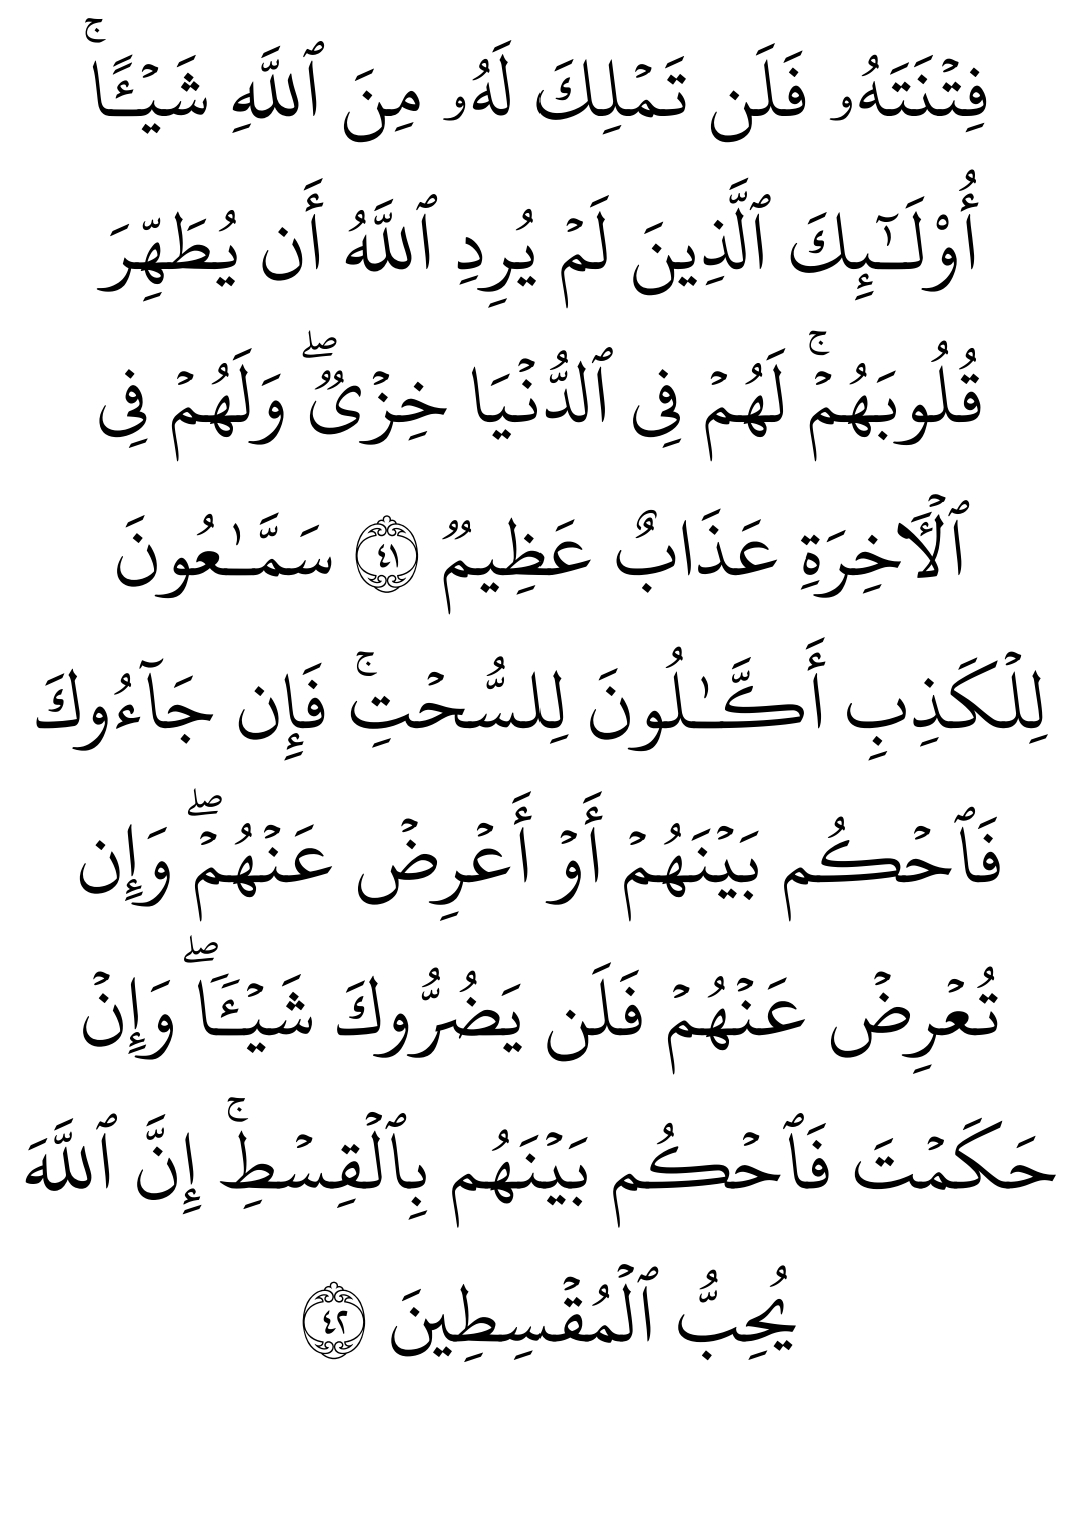 فِتۡنَتَهُۥ فَلَن تَمۡلِكَ لَهُۥ مِنَ ٱللَّهِ شَيۡـًٔاۚ
أُوْلَـٰٓئِكَ ٱلَّذِينَ لَمۡ يُرِدِ ٱللَّهُ أَن يُطَهِّرَ
قُلُوبَهُمۡۚ لَهُمۡ فِى ٱلدُّنۡيَا خِزۡىࣱۖ وَلَهُمۡ فِى
ٱلۡـَٔاخِرَةِ عَذَابٌ عَظِيمࣱ ٤١ سَمَّـٰعُونَ
لِلۡكَذِبِ أَكَّـٰلُونَ لِلسُّحۡتِۚ فَإِن جَاۤءُوكَ
فَٱحۡكُم بَيۡنَهُمۡ أَوۡ أَعۡرِضۡ عَنۡهُمۡۖ وَإِن
تُعۡرِضۡ عَنۡهُمۡ فَلَن يَضُرُّوكَ شَيۡـࣰٔاۖ وَإِنۡ
حَكَمۡتَ فَٱحۡكُم بَيۡنَهُم بِٱلۡقِسۡطِۚ إِنَّ ٱللَّهَ
يُحِبُّ ٱلۡمُقۡسِطِينَ ٤٢